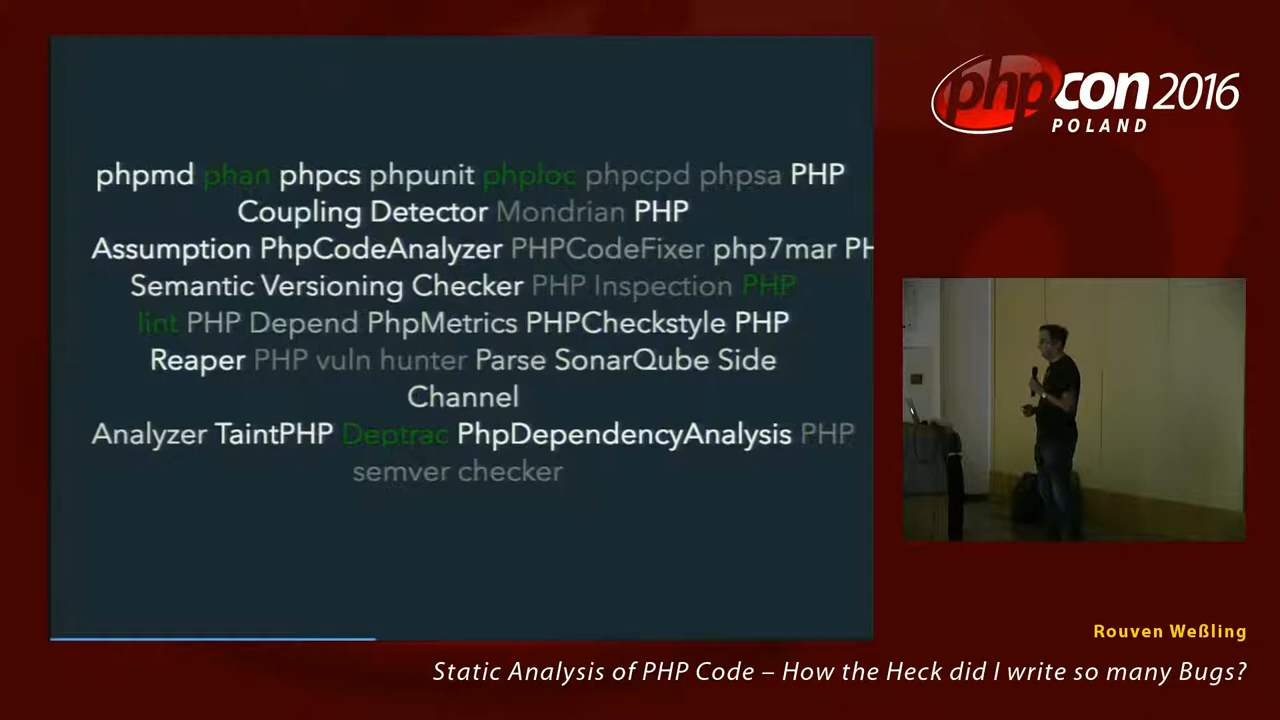 phpmd phan phpcs phpunit phploc phpcpd phpsa PHP
Coupling Detector Mondrian PHP
Assumption PhpCodeAnalyzer PHPCodeFixer php7mar PH
Semantic Versioning Checker PHP Inspection PHP
lint PHP Depend PhpMetrics PHPCheckstyle PHP
Reaper PHP vuln hunter Parse SonarQube Side
Channel
Analyzer TaintPHP Deptrac PhpDependencyAnalysis PHP
semver checker
phpcon 2016
POLAND
Rouven Weßling
Static Analysis of PHP Code – How the Heck did I write so many Bugs?